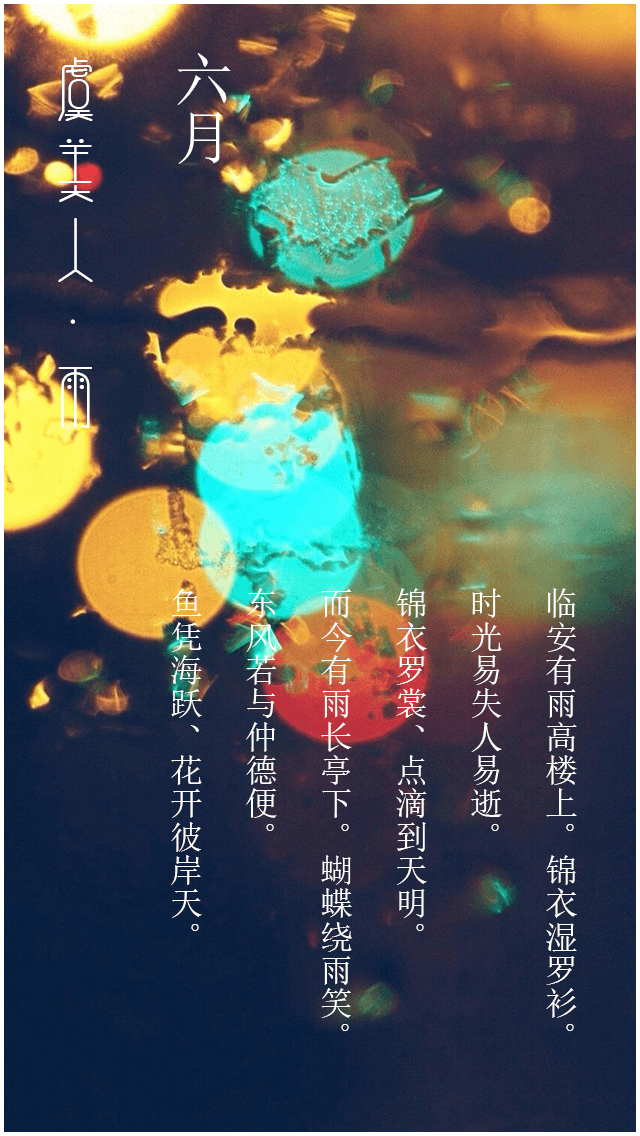 六月
虞美人·雨
临安有雨高楼上。锦衣湿罗衫。
时光易失人易逝。
锦衣罗裳、点滴到天明。
而今有雨长亭下。蝴蝶绕雨笑。
东风若与仲德便。
鱼凭海跃、花开彼岸天。